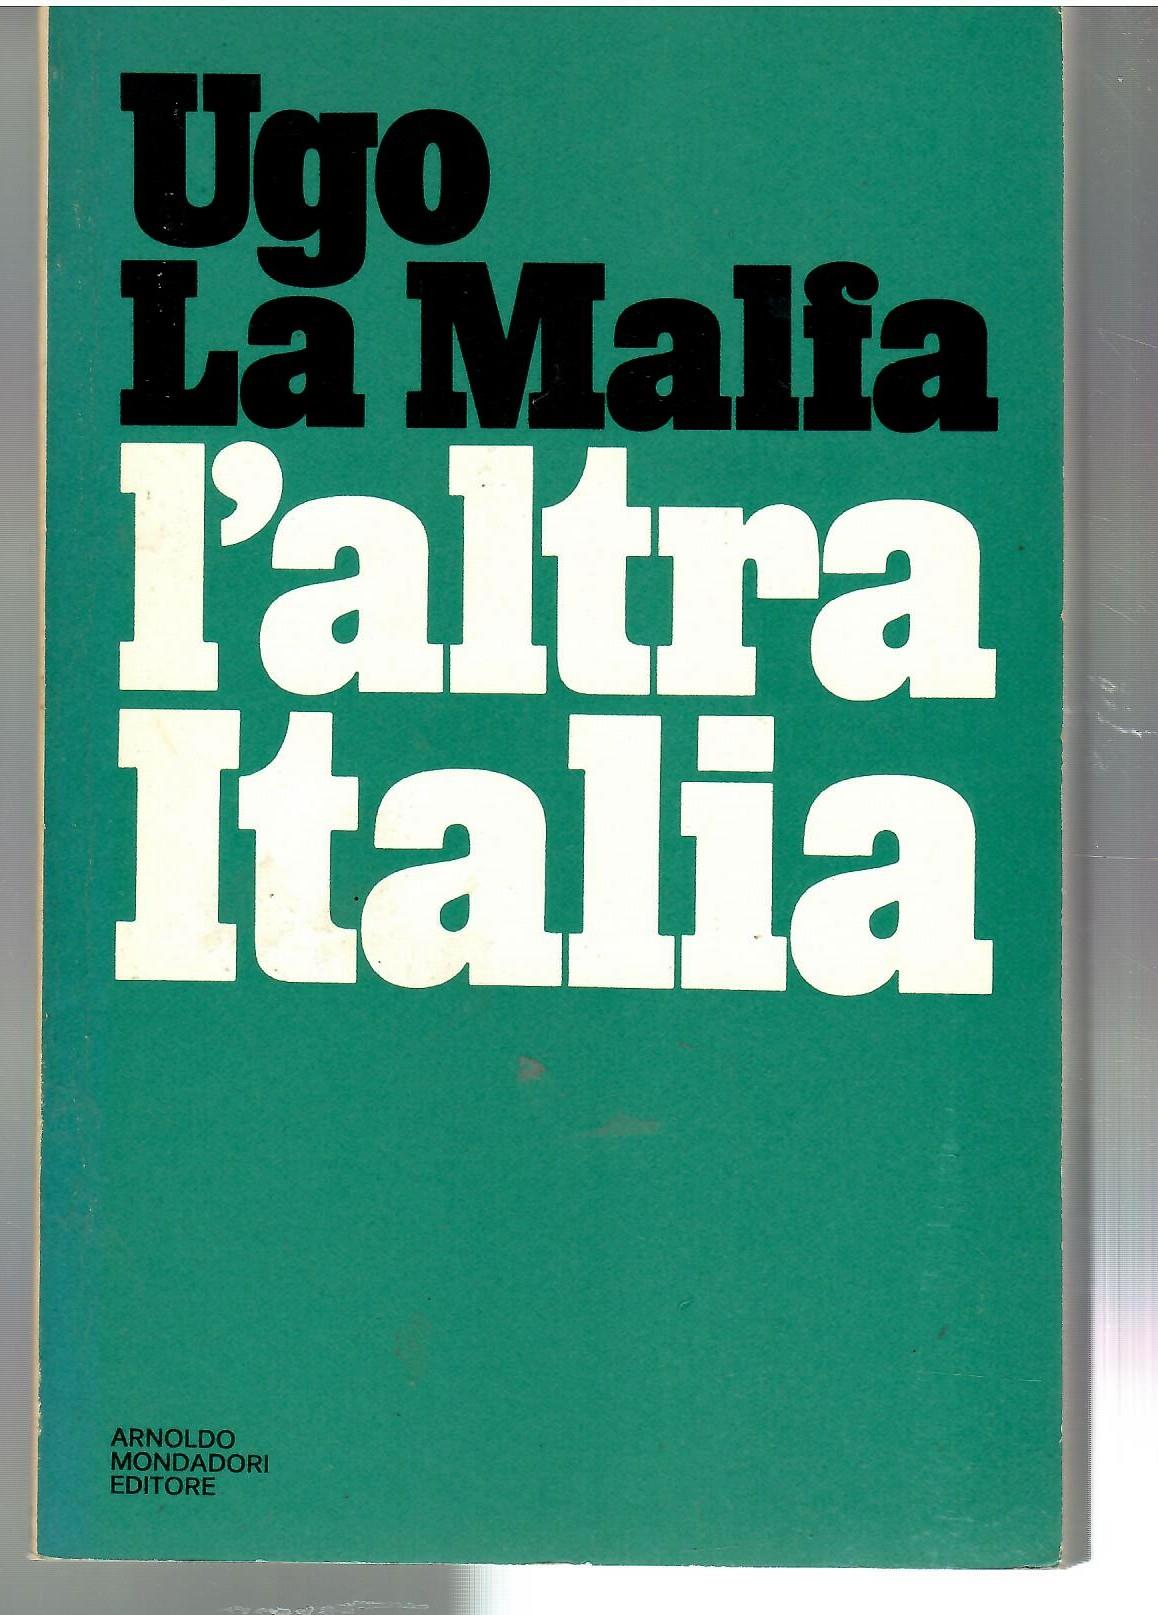 Ugo
La Malfa
l'altra
Italia
ARNOLDO
MONDADORI
EDITORE